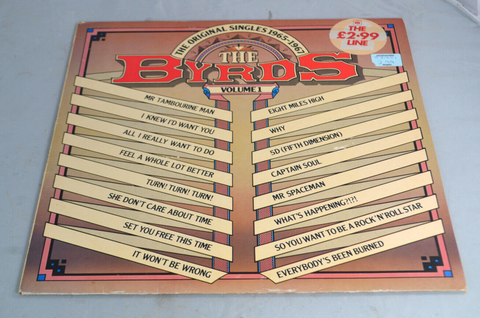 THE ORIGINAL SINGLES 1965-1967
THE
BYRDS
VOLUME 1
THE
£2·99
LINE
MR TAMBOURINE MAN
I KNEW I'D WANT YOU
ALL I REALLY WANT TO DO
FEEL A WHOLE LOT BETTER
TURN! TURN! TURN!
SHE DON'T CARE ABOUT TIME
SET YOU FREE THIS TIME
IT WON'T BE WRONG
EIGHT MILES HIGH
WHY
5D (FIFTH DIMENSION)
CAPTAIN SOUL
MR SPACEMAN
WHAT'S HAPPENING?!?!
SO YOU WANT TO BE A ROCK 'N' ROLL STAR
EVERYBODY'S BEEN BURNED